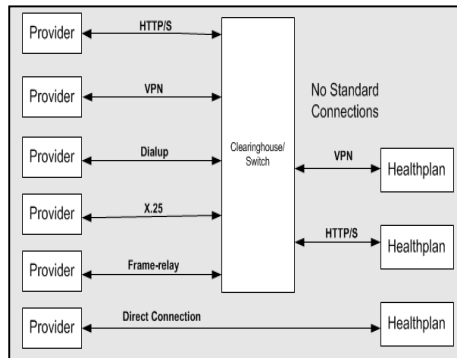 Provider
HTTP/S
Provider
VPN
No Standard
Connections
Provider
Dialup
Clearinghouse/
Switch
VPN
Healthplan
Provider
X.25
HTTP/S
Healthplan
Provider
Frame-relay
Provider
Direct Connection
Healthplan